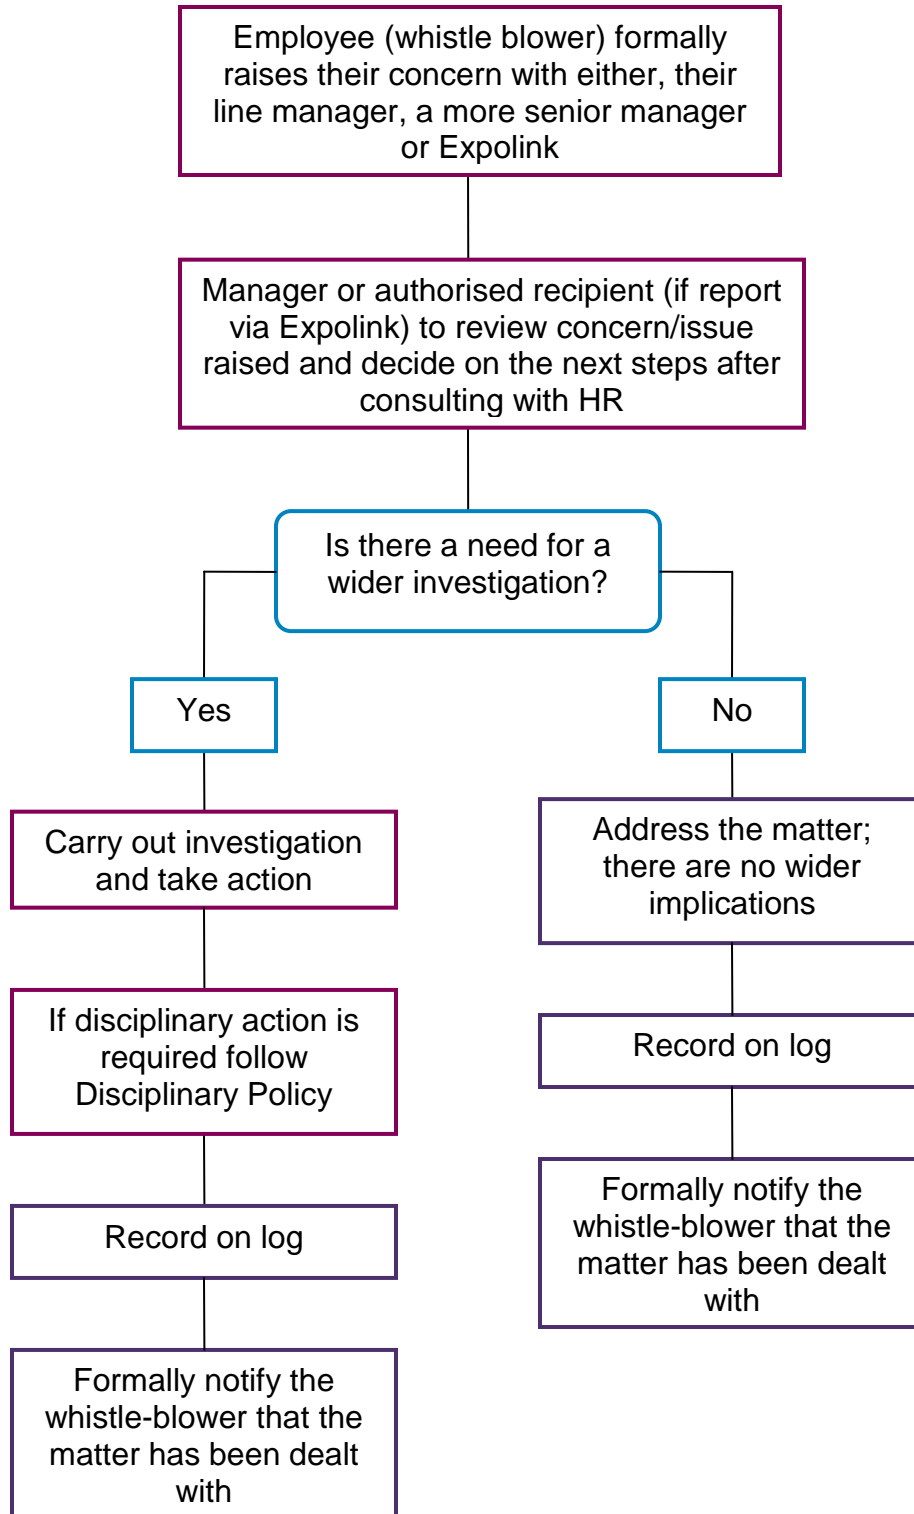 Employee (whistle blower) formally
raises their concern with either, their
line manager, a more senior manager
or Expolink
Manager or authorised recipient (if report
via Expolink) to review concern/issue
raised and decide on the next steps after
consulting with HR
Is there a need for a
wider investigation?
Yes
Carry out investigation
and take action
If disciplinary action is
required follow
Disciplinary Policy
Record on log
Formally notify the
whistle-blower that the
matter has been dealt
with
No
Address the matter;
there are no wider
implications
Record on log
Formally notify the
whistle-blower that the
matter has been dealt
with